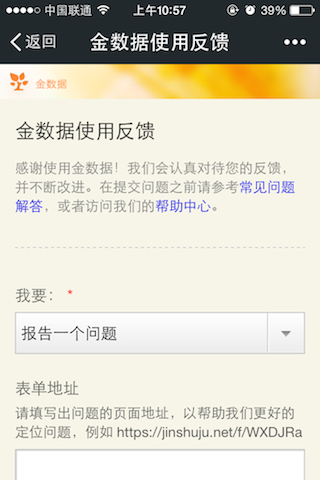 中国联通 上午10:57 39%
返回 金数据使用反馈
金数据
金数据使用反馈
感谢使用金数据！我们会认真对待您的反馈，
并不断改进。在提交问题之前请参考常见问题
解答，或者访问我们的帮助中心。
我要： *
报告一个问题
表单地址
请填写出问题的页面地址，以帮助我们更好的
定位问题，例如 https://jinshuju.net/f/WXDJRa